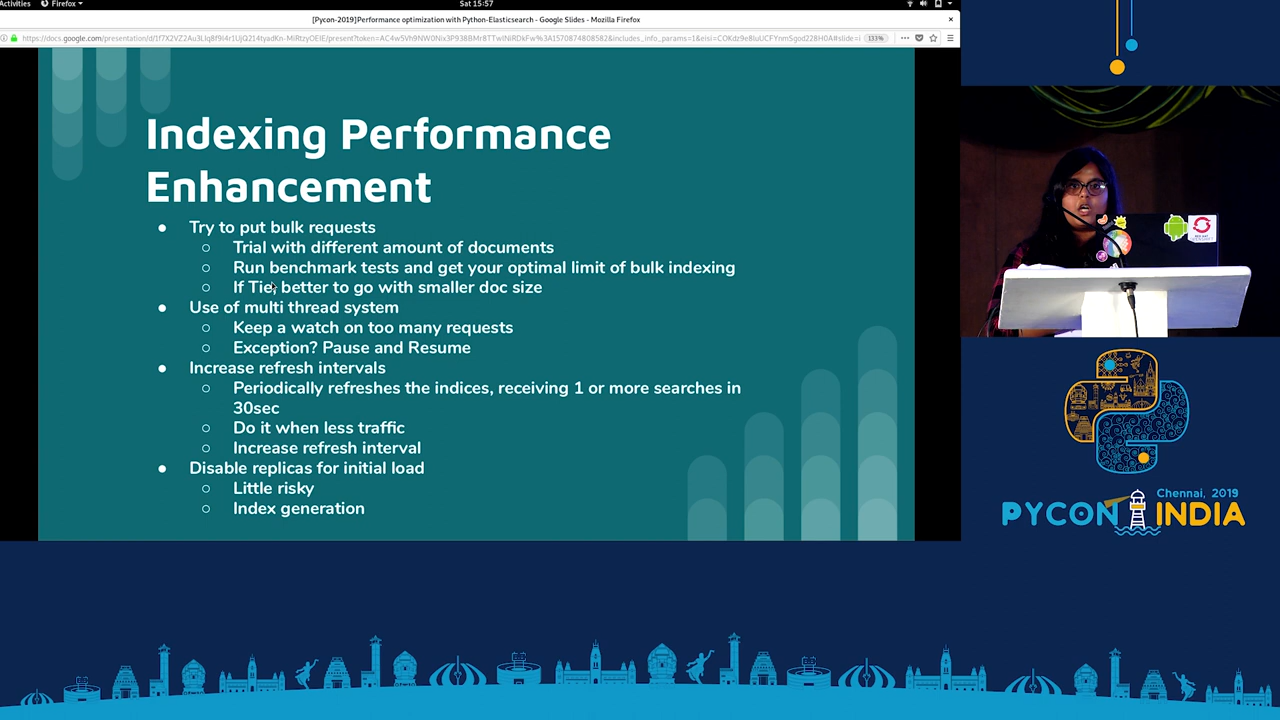 Activities
Firefox
Sat 15:57
[Pycon-2019]Performance optimization with Python-Elasticsearch - Google Slides - Mozilla Firefox
133%
Indexing Performance
Enhancement
Try to put bulk requests
Trial with different amount of documents
Run benchmark tests and get your optimal limit of bulk indexing
If Tie, better to go with smaller doc size
Use of multi thread system
Keep a watch on too many requests
Exception? Pause and Resume
Increase refresh intervals
Periodically refreshes the indices, receiving 1 or more searches in
30sec
Do it when less traffic
Increase refresh interval
Disable replicas for initial load
Little risky
Index generation
Chennai, 2019
PYCON INDIA